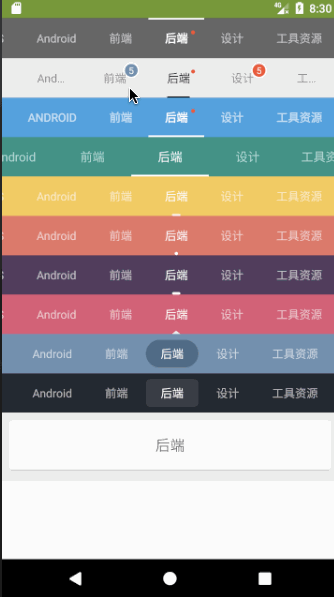 4G 8:30
S Android 前端 后端 设计 工具资源
And... 前端 5 后端 设计 5 工...
S ANDROID 前端 后端 设计 工具资源
ndroid 前端 后端 设计 工具资
S Android 前端 后端 设计 工具资源
S Android 前端 后端 设计 工具资源
S Android 前端 后端 设计 工具资源
S Android 前端 后端 设计 工具资源
Android 前端 后端 设计 工具资源
Android 前端 后端 设计 工具资源
后端